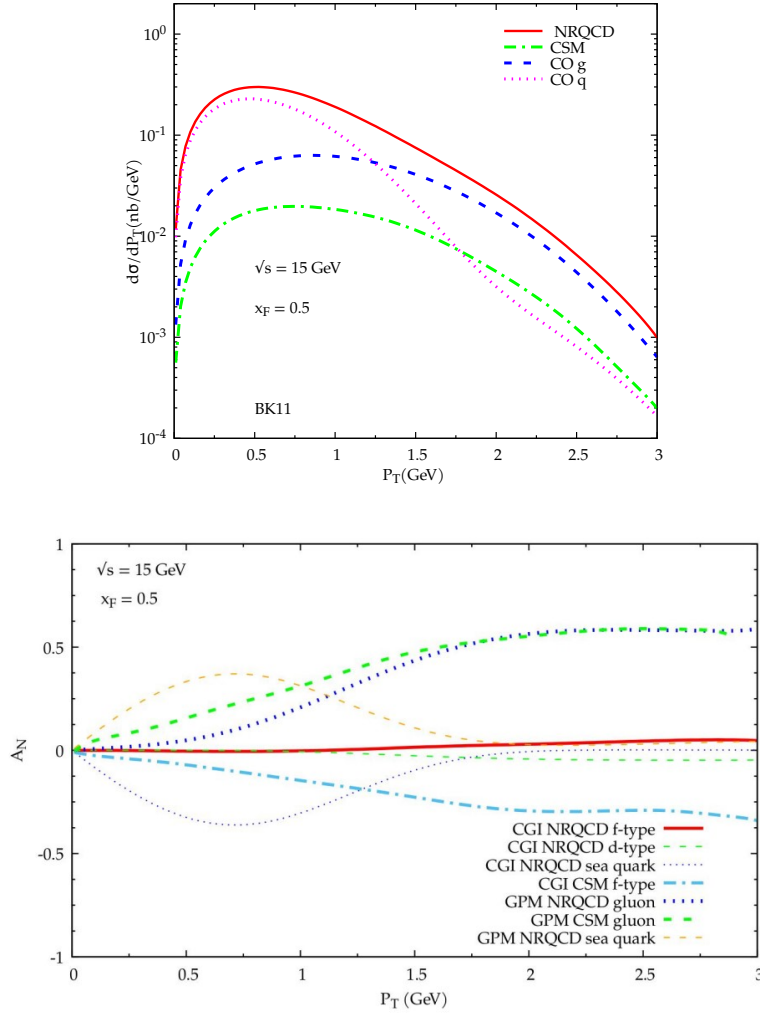 10^0
10^-1
10^-2
10^-3
10^-4
dσ/dP_T(nb/GeV)
NRQCD
CSM
CO g
CO q
√s = 15 GeV
x_F = 0.5
BK11
0 0.5 1 1.5 2 2.5 3
P_T(GeV)
1
0.5
0
-0.5
-1
A_N
√s = 15 GeV
x_F = 0.5
CGI NRQCD f-type
CGI NRQCD d-type
CGI NRQCD sea quark
CGI CSM f-type
GPM NRQCD gluon
GPM CSM gluon
GPM NRQCD sea quark
0 0.5 1 1.5 2 2.5 3
P_T (GeV)